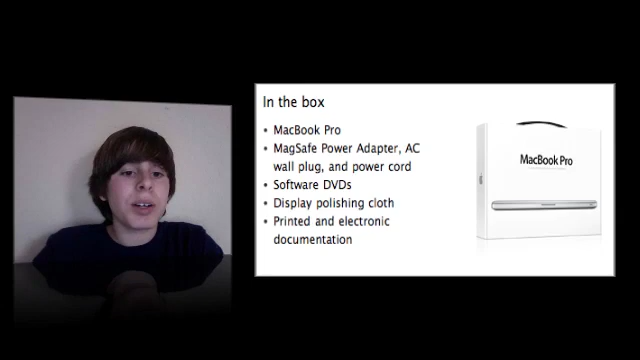 In the box
• MacBook Pro
• MagSafe Power Adapter, AC
wall plug, and power cord
• Software DVDs
• Display polishing cloth
• Printed and electronic
documentation
MacBook Pro